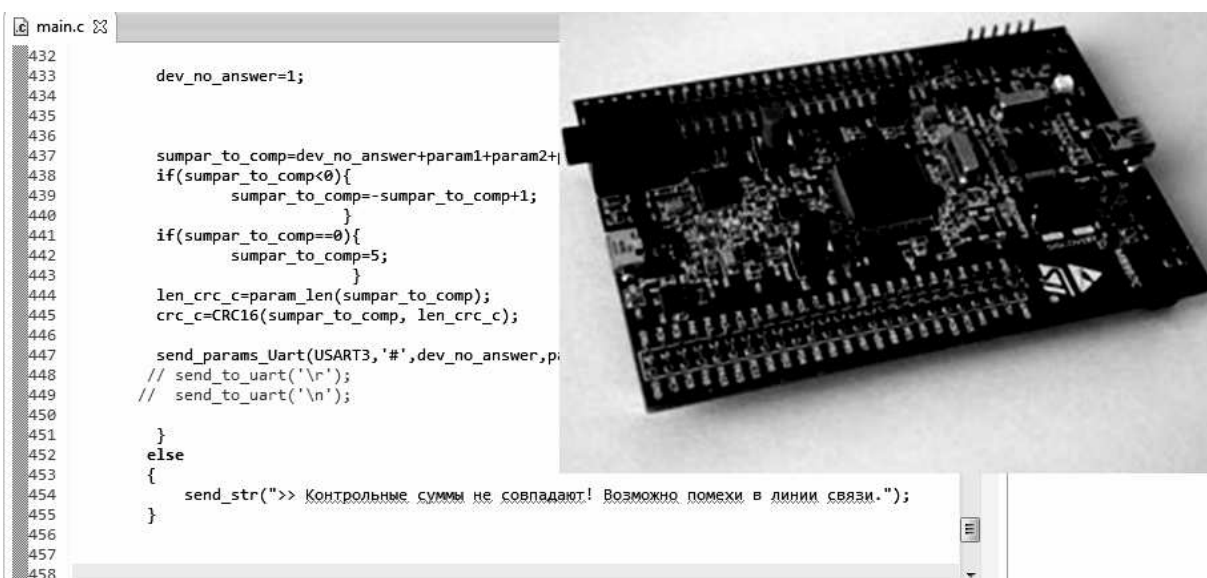 main.c
432
433 dev_no_answer=1;
434
435
436
437 sumpar_to_comp=dev_no_answer+param1+param2+
438 if(sumpar_to_comp<0){
439 sumpar_to_comp=-sumpar_to_comp+1;
440 }
441 if(sumpar_to_comp==0){
442 sumpar_to_comp=5;
443 }
444 len_crc_c=param_len(sumpar_to_comp);
445 crc_c=CRC16(sumpar_to_comp, len_crc_c);
446
447 send_params_Uart(USART3,'#',dev_no_answer,
448 // send_to_uart('\r');
449 // send_to_uart('\n');
450
451 }
452 else
453 {
454 send_str(">> Контрольные суммы не совпадают! Возможно помехи в линии связи.");
455 }
456
457
458